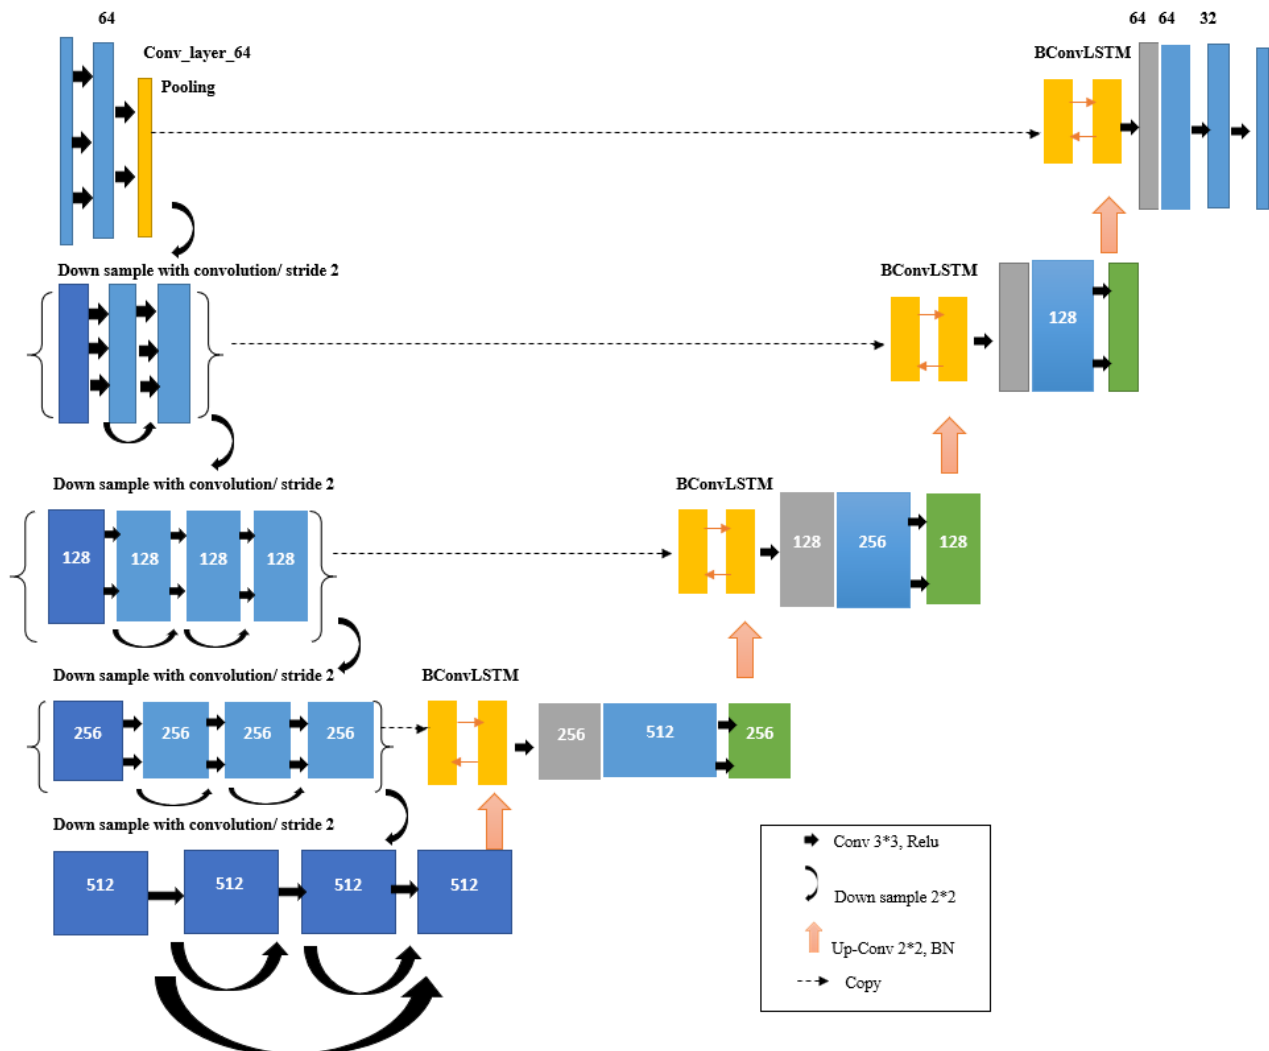 64
Conv_layer_64
Pooling
64 64 32
BConvLSTM
Down sample with convolution/ stride 2
BConvLSTM
128
Down sample with convolution/ stride 2
BConvLSTM
128 128 128 128
128 256 128
Down sample with convolution/ stride 2
BConvLSTM
256 256 256 256
256 512 256
Down sample with convolution/ stride 2
512 512 512 512
Conv 3*3, Relu
Down sample 2*2
Up-Conv 2*2, BN
Copy